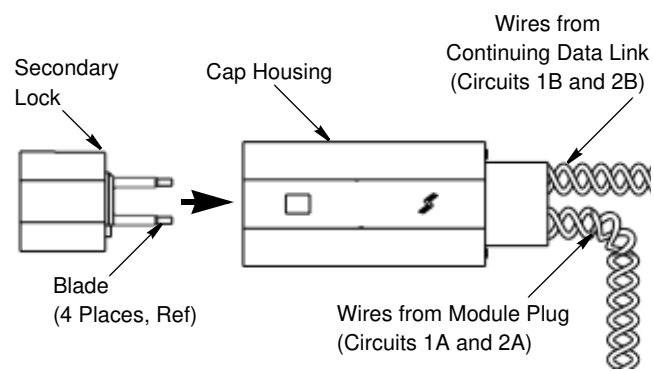 Wires from
Continuing Data Link
(Circuits 1B and 2B)
Secondary
Lock
Cap Housing
Blade
(4 Places, Ref)
Wires from Module Plug
(Circuits 1A and 2A)